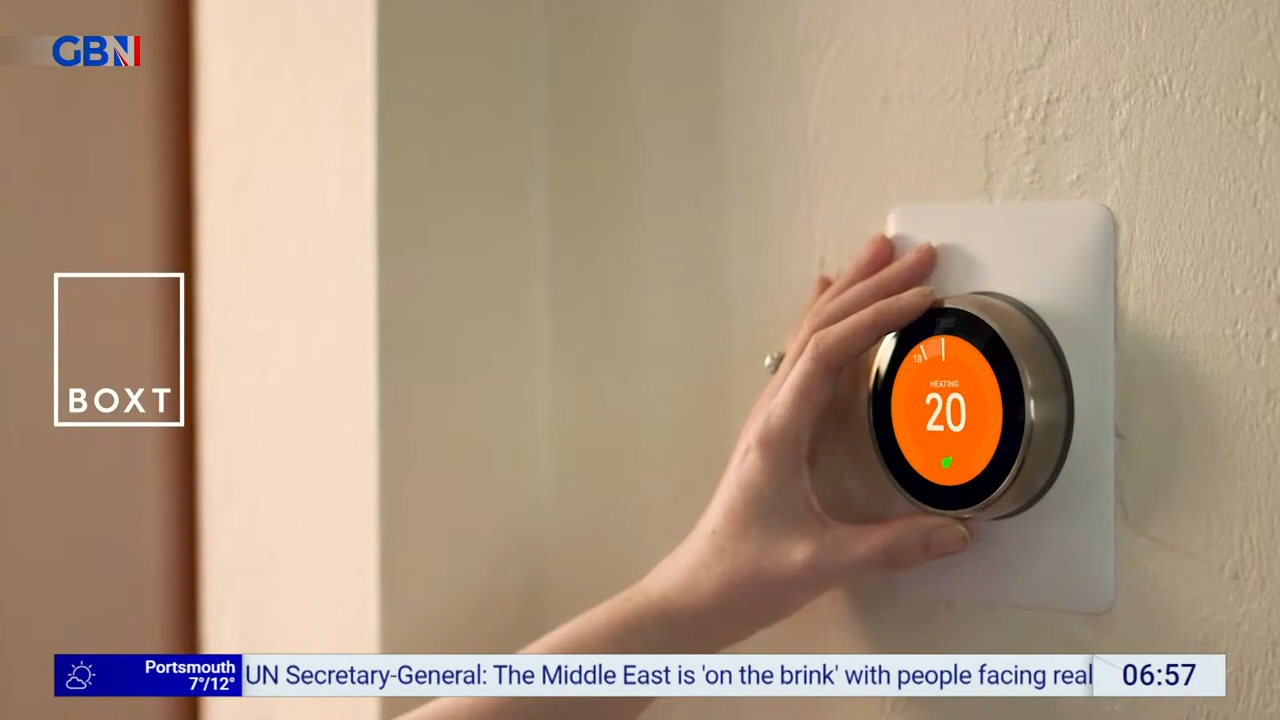 GBN
BOXT
18
HEATING
20
Portsmouth
7°/12°
UN Secretary-General: The Middle East is 'on the brink' with people facing real
06:57